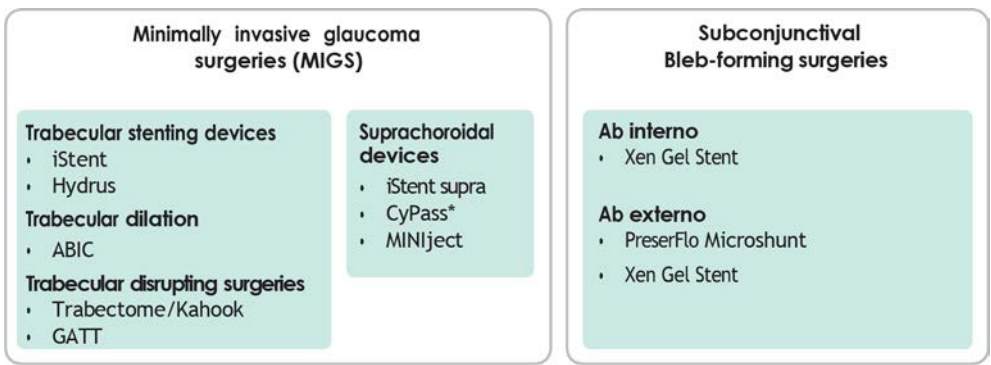 Minimally invasive glaucoma
surgeries (MIGS)
Trabecular stenting devices
• iStent
• Hydrus
Trabecular dilation
• ABIC
Trabecular disrupting surgeries
• Trabectome/Kahook
• GATT
Suprachoroidal
devices
• iStent supra
• CyPass*
• MINIject
Subconjunctival
Bleb-forming surgeries
Ab interno
• Xen Gel Stent
Ab externo
• PreserFlo Microshunt
• Xen Gel Stent